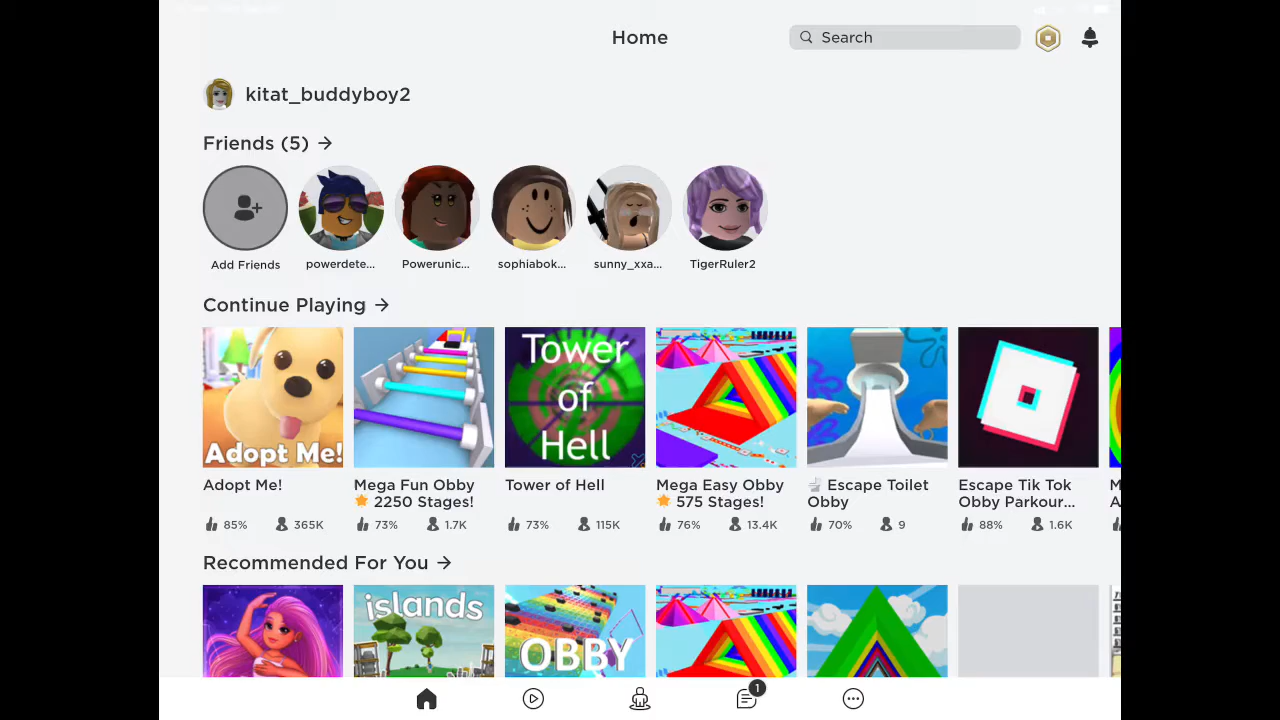 Home
Search
kitat_buddyboy2
Friends (5)
Add Friends
powerdete...
Powerunic...
sophiabok...
sunny_xxa...
TigerRuler2
Continue Playing
Adopt Me!
Tower
of
Hell
Adopt Me!
Mega Fun Obby
2250 Stages!
Tower of Hell
Mega Easy Obby
575 Stages!
Escape Toilet
Obby
Escape Tik Tok
Obby Parkour...
85% 365K
73% 1.7K
73% 115K
76% 13.4K
70% 9
88% 1.6K
Recommended For You
islands
OBBY
1